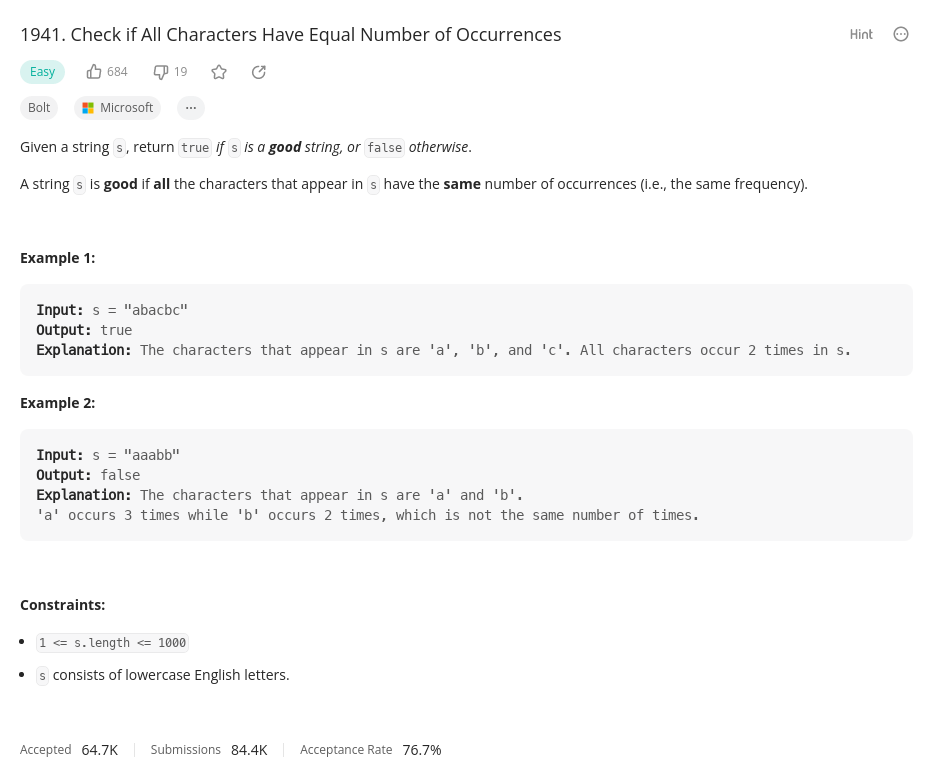 1941. Check if All Characters Have Equal Number of Occurrences
Hint
Easy
684
19
Bolt
Microsoft
...
Given a string s, return true if s is a good string, or false otherwise.
A string s is good if all the characters that appear in s have the same number of occurrences (i.e., the same frequency).
Example 1:
Input: s = "abacbc"
Output: true
Explanation: The characters that appear in s are 'a', 'b', and 'c'. All characters occur 2 times in s.
Example 2:
Input: s = "aaabb"
Output: false
Explanation: The characters that appear in s are 'a' and 'b'.
'a' occurs 3 times while 'b' occurs 2 times, which is not the same number of times.
Constraints:
• 1 <= s.length <= 1000
• s consists of lowercase English letters.
Accepted 64.7K Submissions 84.4K Acceptance Rate 76.7%